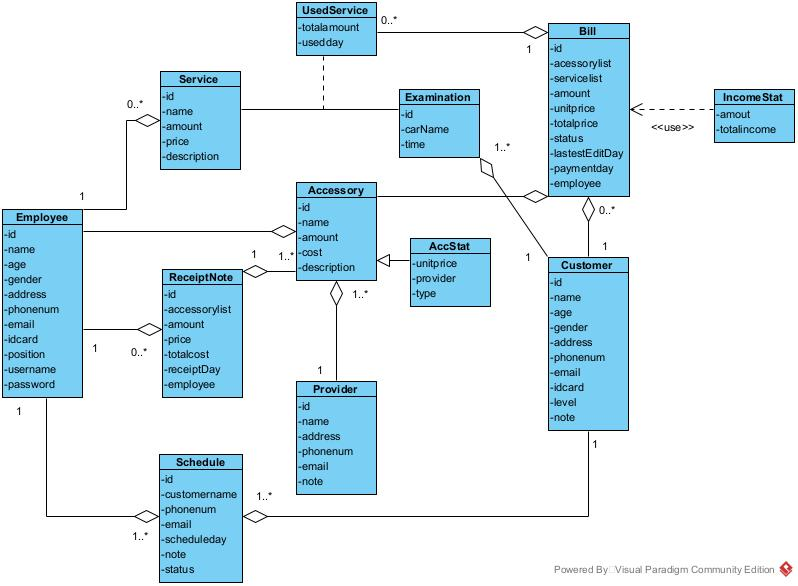 UsedService
-totalamount
-usedday
0..*
1
Bill
-id
-acessorylist
-servicelist
-amount
-unitprice
-totalprice
-status
-lastestEditDay
-paymentday
-employee
IncomeStat
-amout
-totalincome
<<use>>
Service
-id
-name
-amount
-price
-description
0..*
1
Examination
-id
-carName
-time
1..*
1
0..*
1
Employee
-id
-name
-age
-gender
-address
-phonenum
-email
-idcard
-position
-username
-password
Accessory
-id
-name
-amount
-cost
-description
AccStat
-unitprice
-provider
-type
ReceiptNote
-id
-accessorylist
-amount
-price
-totalcost
-receiptDay
-employee
1
1..*
1..*
1
1
0..*
Customer
-id
-name
-age
-gender
-address
-phonenum
-email
-idcard
-level
-note
Provider
-id
-name
-address
-phonenum
-email
-note
1
1..*
Schedule
-id
-customername
-phonenum
-email
-scheduleday
-note
-status
1..*
1
Powered By Visual Paradigm Community Edition